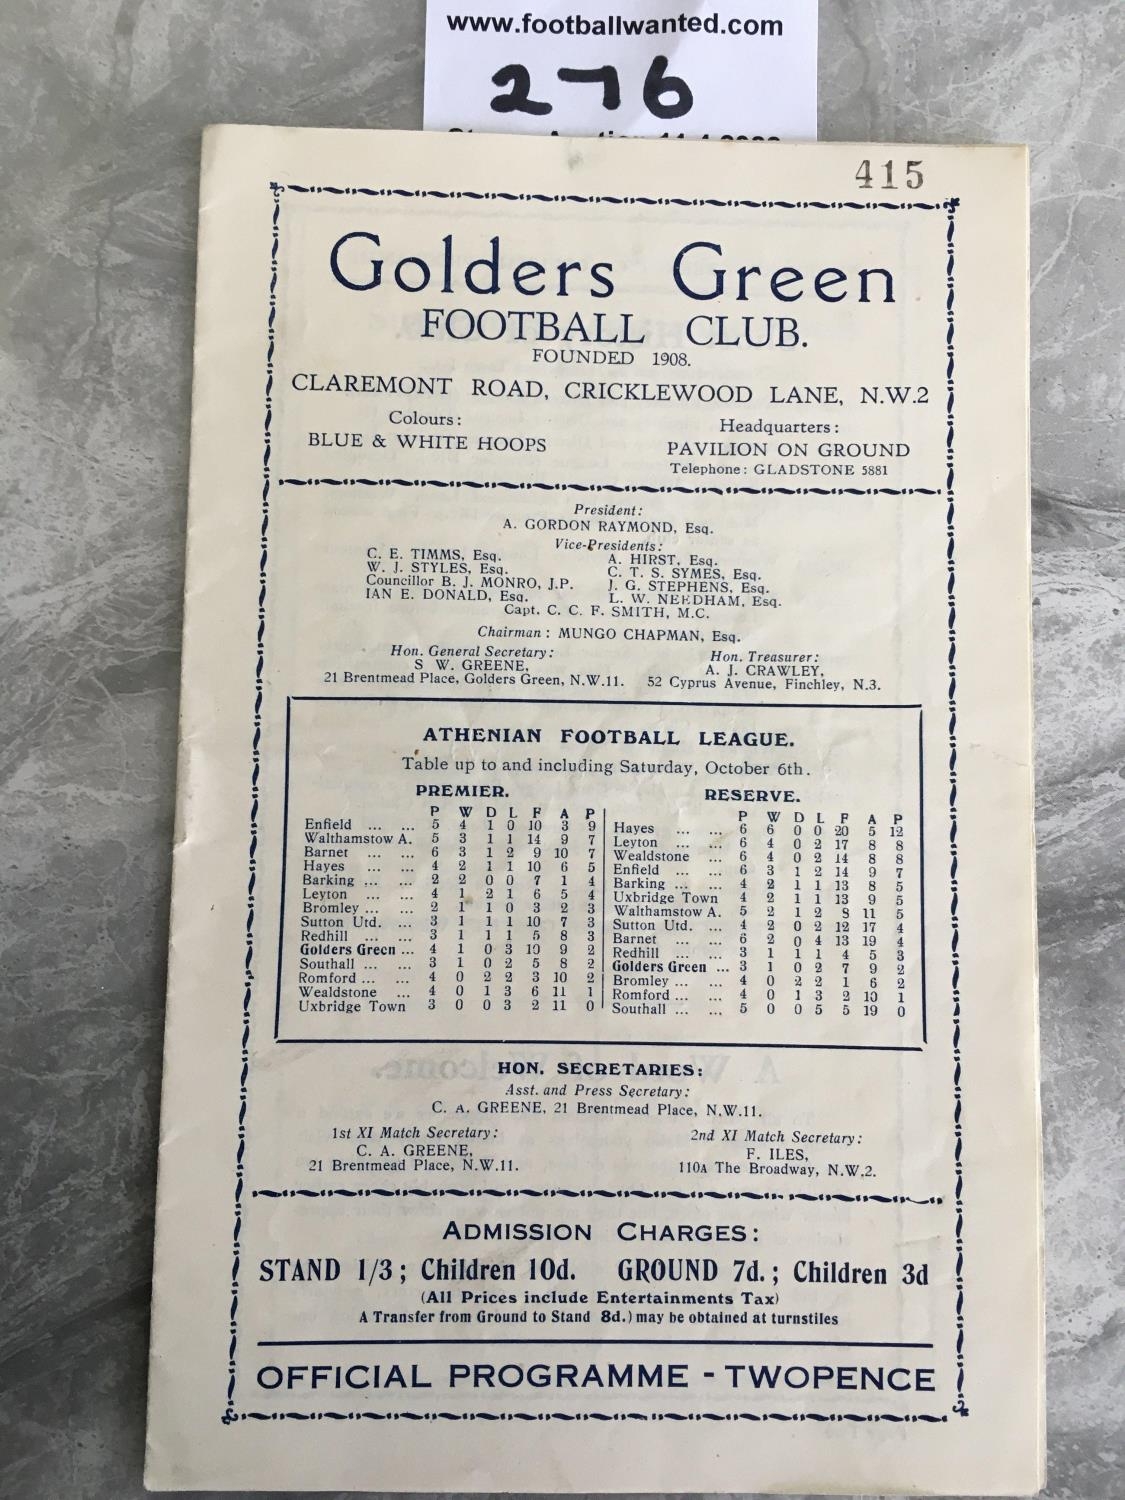 www.footballwanted.com
276
415
Golders Green
FOOTBALL CLUB.
FOUNDED 1908.
CLAREMONT ROAD, CRICKLEWOOD LANE, N.W.2
Colours: Headquarters:
BLUE & WHITE HOOPS PAVILION ON GROUND
Telephone: GLADSTONE 5881
President:
A. GORDON RAYMOND, Esq.
Vice-Presidents:
C. E. TIMMS, Esq. A. HIRST, Esq.
W. J. STYLES, Esq. C. T. S. SYMES, Esq.
Councillor B. J. MONRO, J.P. J. G. STEPHENS, Esq.
IAN E. DONALD, Esq. L. W. NEEDHAM, Esq.
Capt. C. C. F. SMITH, M.C.
Chairman: MUNGO CHAPMAN, Esq.
Hon. General Secretary: Hon. Treasurer:
S W. GREENE, A. J. CRAWLEY,
21 Brentmead Place, Golders Green, N.W.11. 52 Cyprus Avenue, Finchley, N.3.
ATHENIAN FOOTBALL LEAGUE.
Table up to and including Saturday, October 6th.
PREMIER.
P W D L F A P
Enfield ... ... 5 4 1 0 10 3 9
Walthamstow A. 5 3 1 1 14 9 7
Barnet ... ... 6 3 1 2 9 10 7
Hayes ... ... 4 2 1 1 10 6 5
Barking ... ... 2 2 0 0 7 1 4
Leyton ... ... 4 1 2 1 6 5 4
Bromley ... ... 2 1 1 0 3 2 3
Sutton Utd. ... 3 1 1 1 10 7 3
Redhill ... ... 3 1 1 1 5 8 3
Golders Green ... 4 1 0 3 10 9 2
Southall ... ... 3 1 0 2 5 8 2
Romford ... ... 4 0 2 2 3 10 2
Wealdstone ... 4 0 1 3 6 11 1
Uxbridge Town 3 0 0 3 2 11 0
RESERVE.
P W D L F A P
Hayes ... ... 6 6 0 0 20 5 12
Leyton ... ... 6 4 0 2 17 8 8
Wealdstone ... 6 4 0 2 14 8 8
Enfield ... ... 6 3 1 2 14 9 7
Barking ... ... 4 2 1 1 13 8 5
Uxbridge Town 4 2 1 1 13 9 5
Walthamstow A. 5 2 1 2 8 11 5
Sutton Utd. ... 4 2 0 2 12 17 4
Barnet ... ... 6 2 0 4 13 19 4
Redhill ... ... 3 1 1 1 4 5 3
Golders Green ... 3 1 0 2 7 9 2
Bromley ... ... 4 0 2 2 1 6 2
Romford ... ... 4 0 1 3 2 10 1
Southall ... ... 5 0 0 5 5 19 0
HON. SECRETARIES:
Asst. and Press Secretary:
C. A. GREENE, 21 Brentmead Place, N.W.11.
1st XI Match Secretary: 2nd XI Match Secretary:
C. A. GREENE, F. ILES,
21 Brentmead Place, N.W.11. 110A The Broadway, N.W.2.
ADMISSION CHARGES:
STAND 1/3; Children 10d. GROUND 7d.; Children 3d
(All Prices include Entertainments Tax)
A Transfer from Ground to Stand 8d.) may be obtained at turnstiles
OFFICIAL PROGRAMME - TWOPENCE